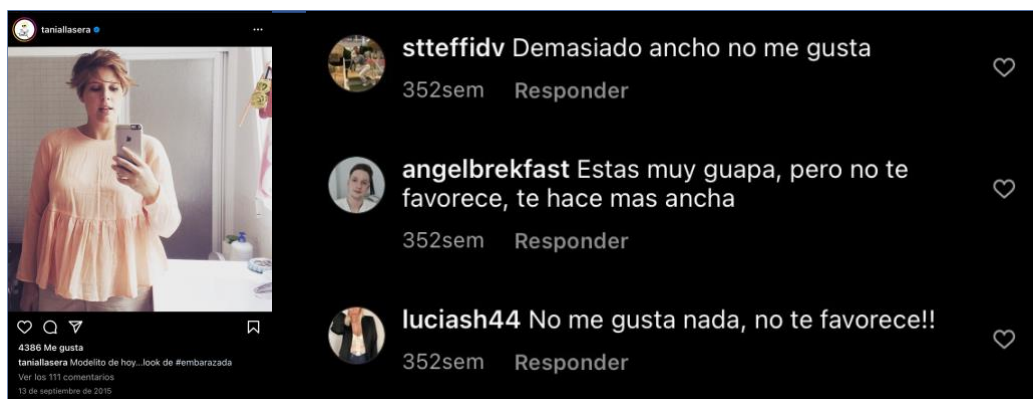 taniallasera
4386 Me gusta
taniallasera Modelito de hoy...look de #embarazada
Ver los 111 comentarios
13 de septiembre de 2015
stteffidv Demasiado ancho no me gusta
352sem Responder
angelbrekfast Estas muy guapa, pero no te
favorece, te hace mas ancha
352sem Responder
luciash44 No me gusta nada, no te favorece!!
352sem Responder